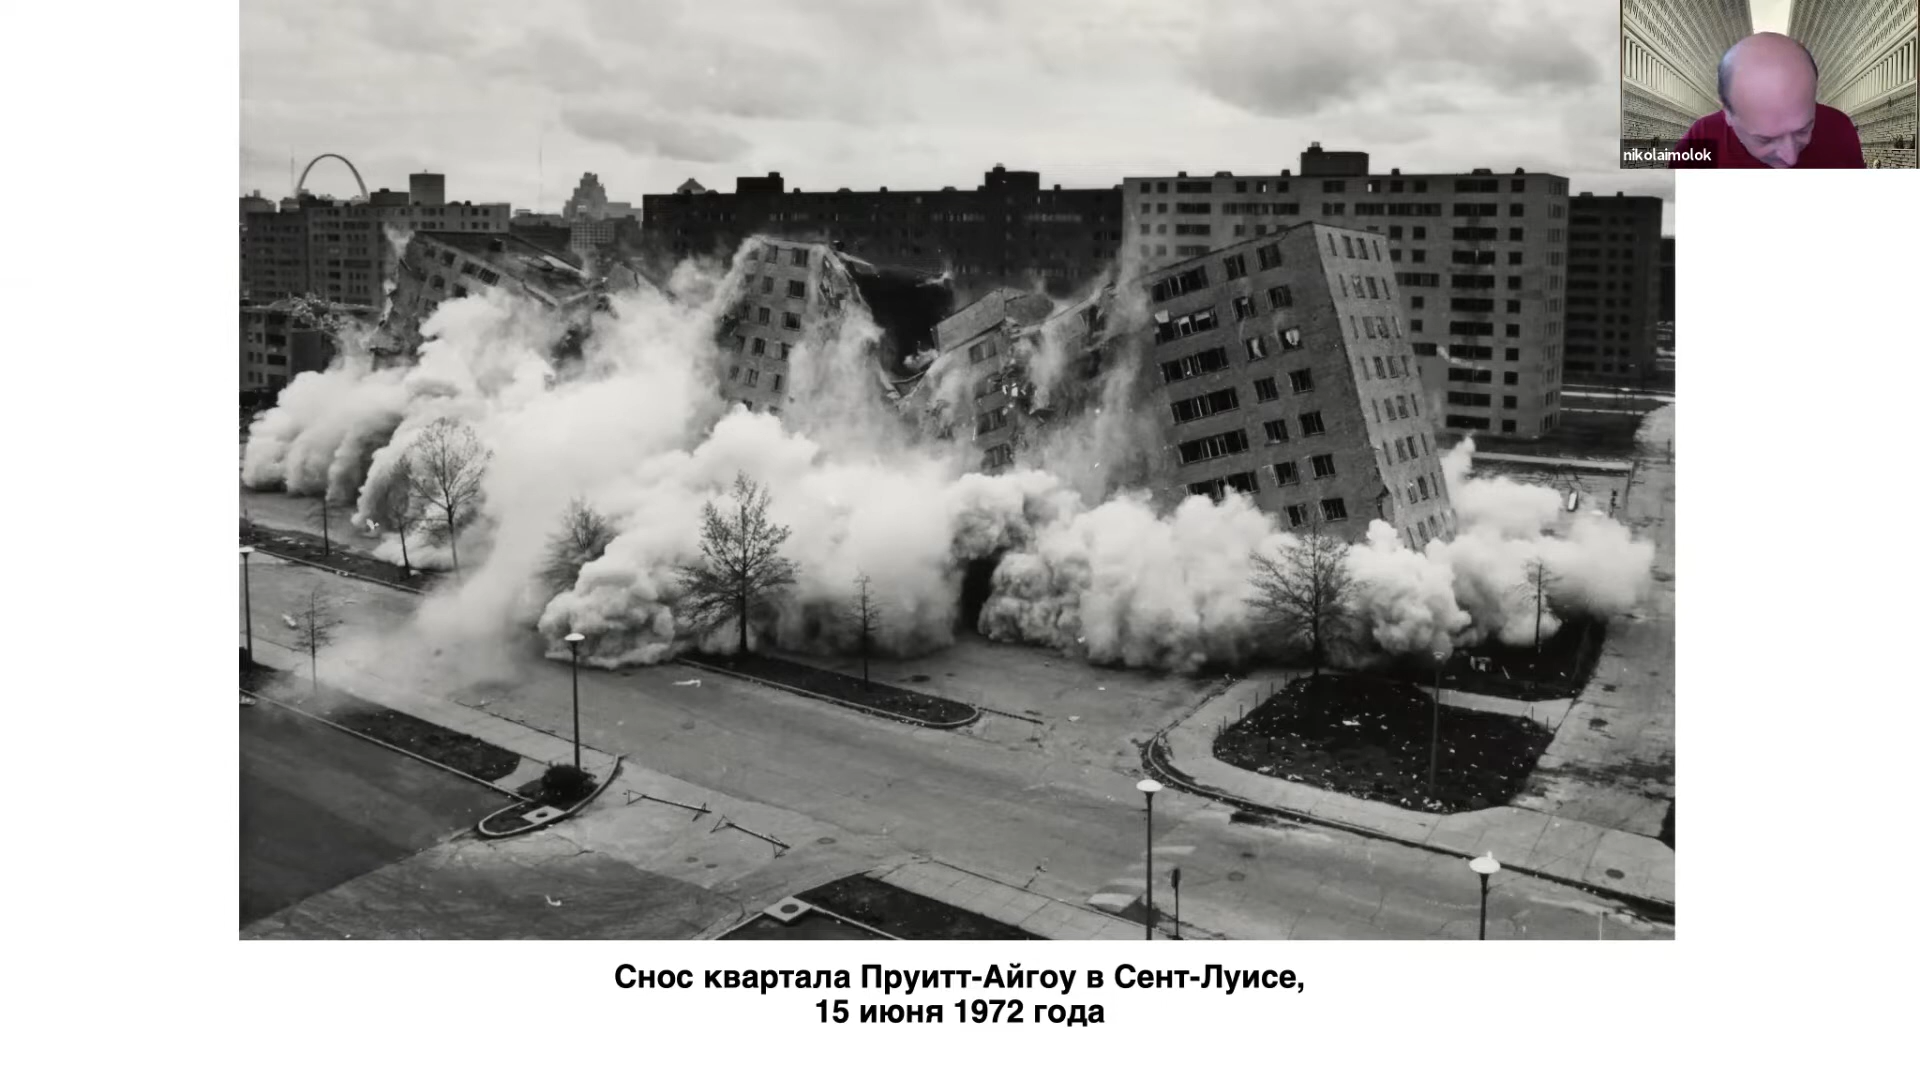 nikolaimolok
Снос квартала Пруитт-Айгоу в Сент-Луисе,
15 июня 1972 года